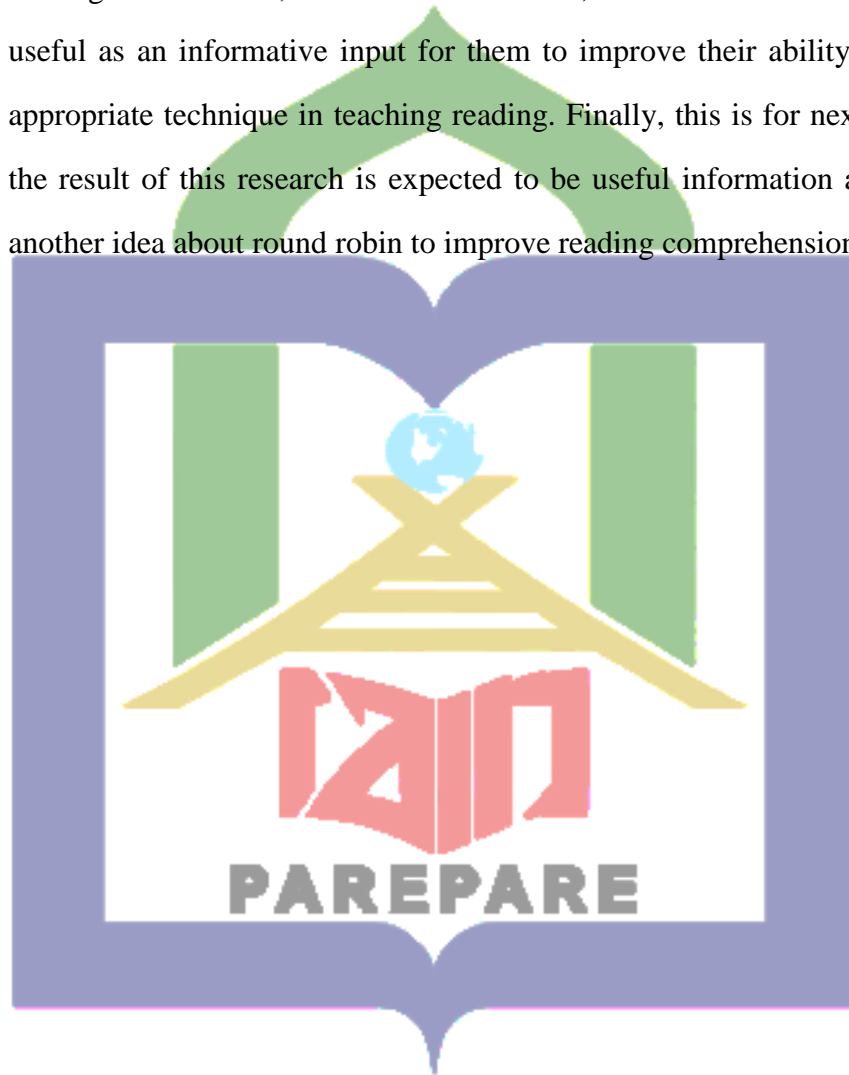 useful as an informative input for them to improve their ability
appropriate technique in teaching reading. Finally, this is for
the result of this research is expected to be useful information
another idea about round robin to improve reading comprehension
iain
PAREPARE